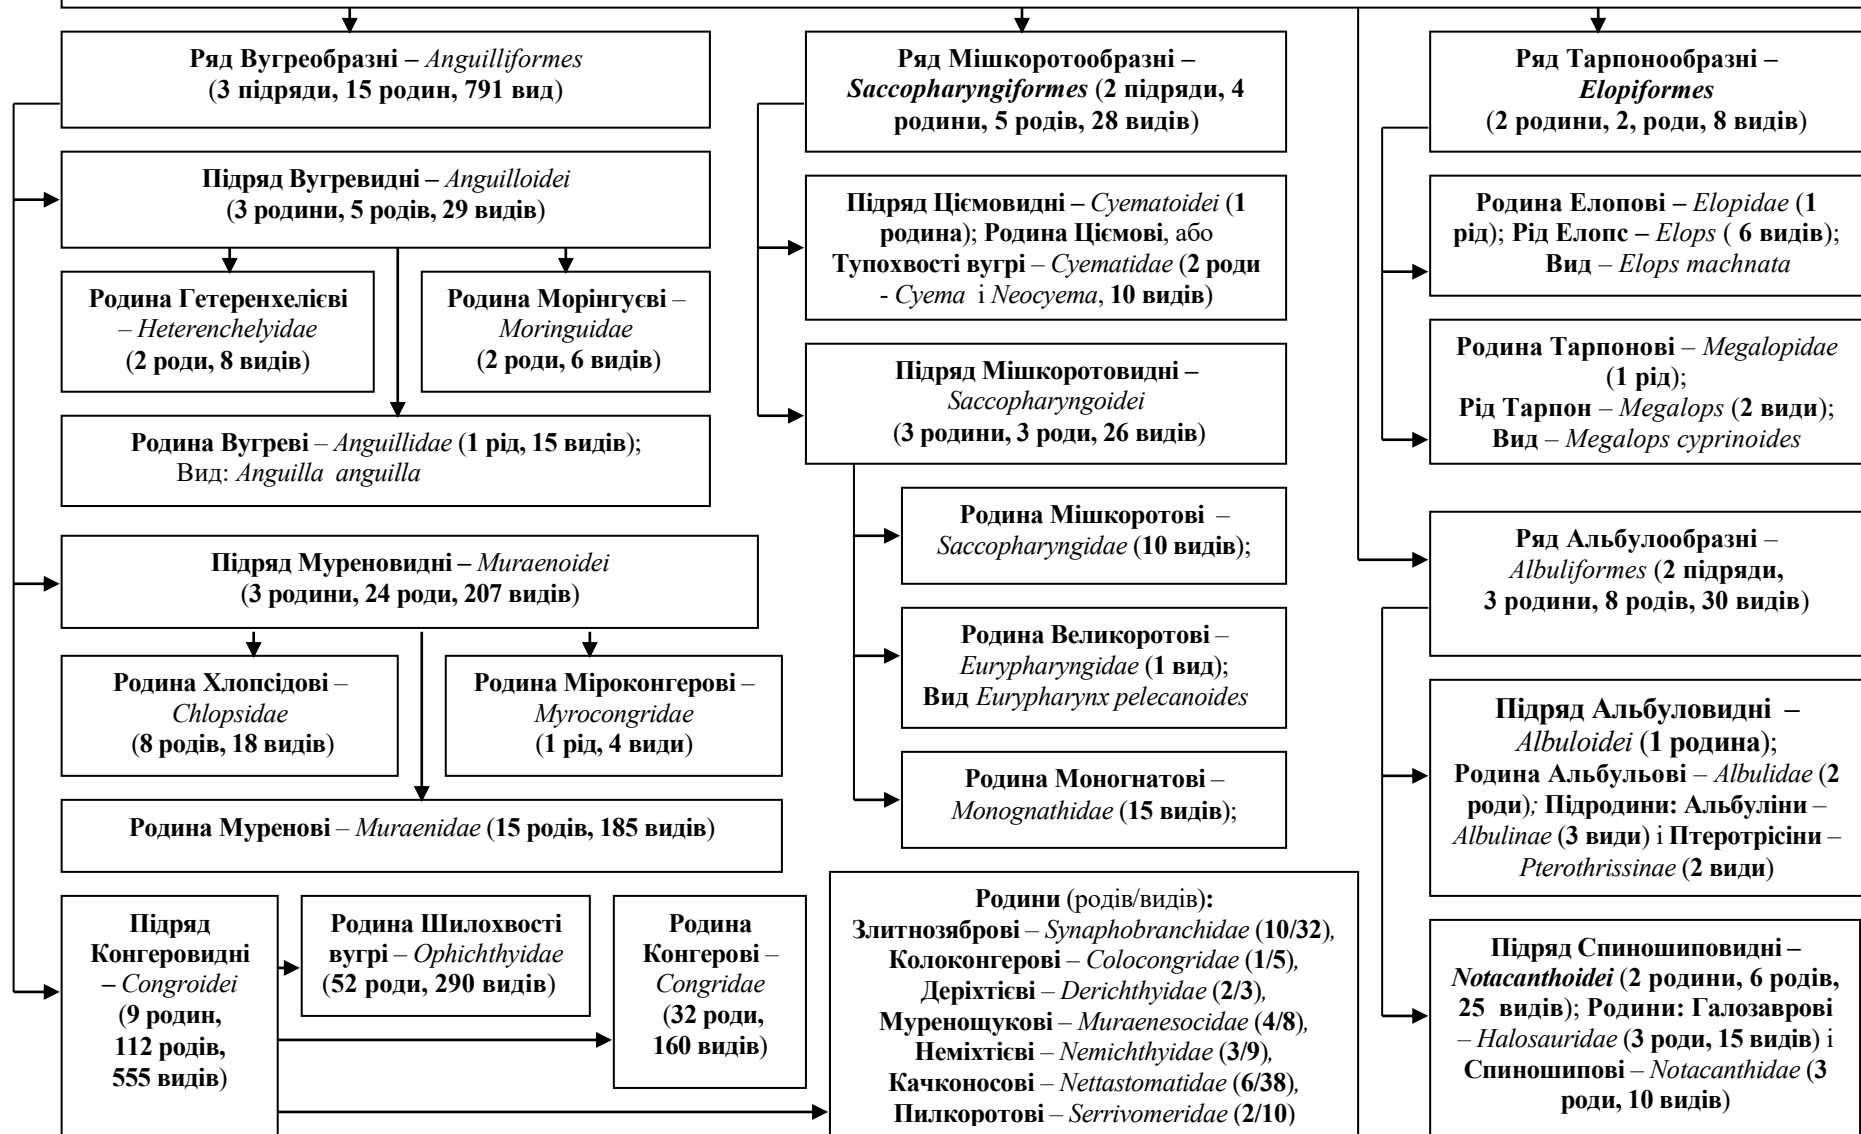 Ряд Вугреобразні – Anguilliformes
(3 підряди, 15 родин, 791 вид)
Підряд Вугревидні – Anguilloidei
(3 родини, 5 родів, 29 видів)
Родина Гетеренхелієві
– Heterenchelyidae
(2 роди, 8 видів)
Родина Морінгуєві –
Moringuidae
(2 роди, 6 видів)
Родина Вугреві – Anguillidae (1 рід, 15 видів);
Вид: Anguilla anguilla
Підряд Муреновидні – Muraenoidei
(3 родини, 24 роди, 207 видів)
Родина Хлопсідові –
Chlopsidae
(8 родів, 18 видів)
Родина Міроконгерові –
Myrocongridae
(1 рід, 4 види)
Родина Муренові – Muraenidae (15 родів, 185 видів)
Підряд
Конгеровидні
– Congroidei
(9 родин,
112 родів,
555 видів)
Родина Шилохвості
вугрі – Ophichthyidae
(52 роди, 290 видів)
Родина
Конгерові –
Congridae
(32 роди,
160 видів)
Родини (родів/видів):
Злитнозяброві – Synaphobranchidae (10/32),
Колоконгерові – Colocongridae (1/5),
Деріхтієві – Derichthyidae (2/3),
Муренощукові – Muraenesocidae (4/8),
Неміхтієві – Nemichthyidae (3/9),
Качконосові – Nettastomatidae (6/38),
Пилкоротові – Serrivomeridae (2/10)
Ряд Мішкоротообразні –
Saccopharyngiformes (2 підряди, 4
родини, 5 родів, 28 видів)
Підряд Ціємовидні – Cyematoidei (1
родина); Родина Ціємові, або
Тупохвості вугрі – Cyematidae (2 роди
- Cyema і Neocyema, 10 видів)
Підряд Мішкоротовидні –
Saccopharyngoidei
(3 родини, 3 роди, 26 видів)
Родина Мішкоротові –
Saccopharyngidae (10 видів);
Родина Великоротові –
Eurypharyngidae (1 вид);
Вид Eurypharynx pelecanoides
Родина Моногнатові –
Monognathidae (15 видів);
Ряд Тарпонообразні –
Elopiformes
(2 родини, 2, роди, 8 видів)
Родина Елопові – Elopidae (1
рід); Рід Елопс – Elops ( 6 видів);
Вид – Elops machnata
Родина Тарпонові – Megalopidae
(1 рід);
Рід Тарпон – Megalops (2 види);
Вид – Megalops cyprinoides
Ряд Альбулообразні –
Albuliformes (2 підряди,
3 родини, 8 родів, 30 видів)
Підряд Альбуловидні –
Albuloidei (1 родина);
Родина Альбульові – Albulidae (2
роди); Підродини: Альбуліни –
Albulinae (3 види) і Птеротрісіни –
Pterothrissinae (2 види)
Підряд Спиношиповидні –
Notacanthoidei (2 родини, 6 родів,
25 видів); Родини: Галозаврові
– Halosauridae (3 роди, 15 видів) і
Спиношипові – Notacanthidae (3
роди, 10 видів)